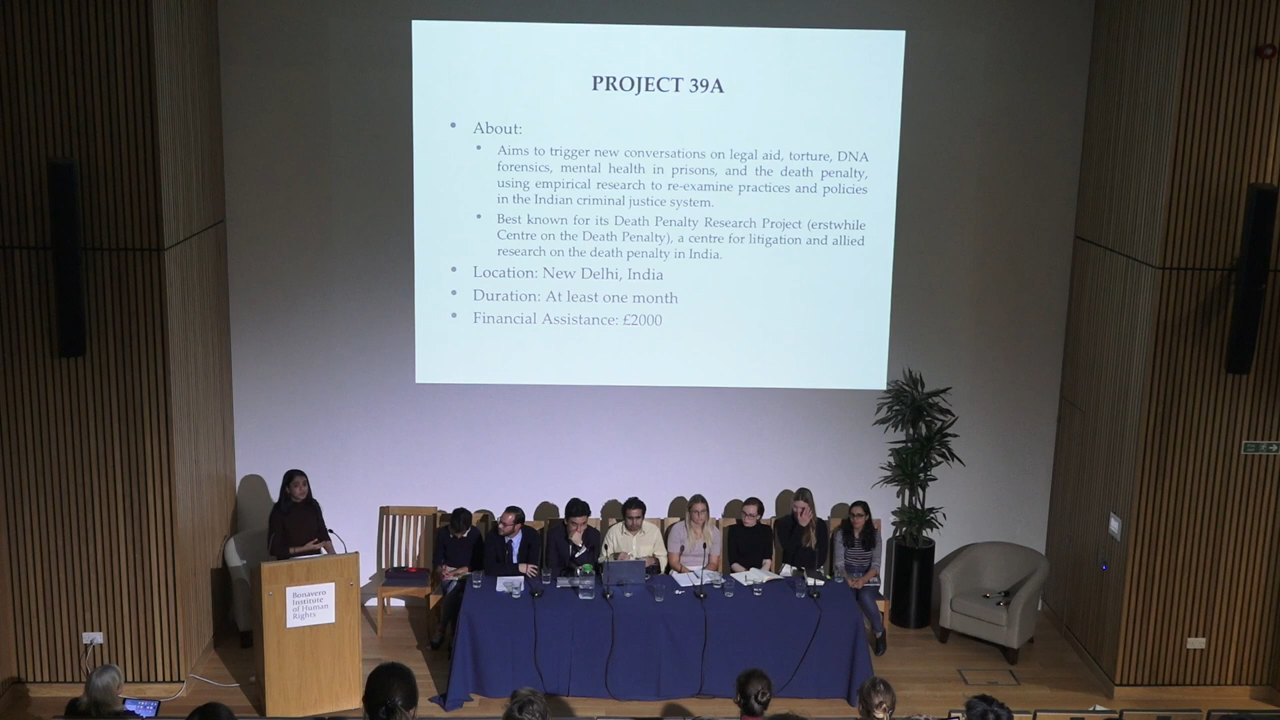 PROJECT 39A
• About:
• Aims to trigger new conversations on legal aid, torture, DNA
forensics, mental health in prisons, and the death penalty,
using empirical research to re-examine practices and policies
in the Indian criminal justice system.
• Best known for its Death Penalty Research Project (erstwhile
Centre on the Death Penalty), a centre for litigation and allied
research on the death penalty in India.
• Location: New Delhi, India
• Duration: At least one month
• Financial Assistance: £2000
Bonavero
Institute
of Human
Rights